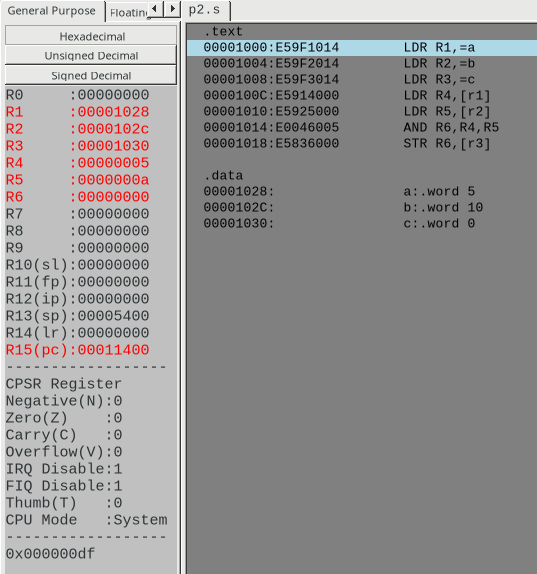 General Purpose
Floating
p2.s
Hexadecimal
Unsigned Decimal
Signed Decimal
R0      :00000000
R1      :00001028
R2      :0000102c
R3      :00001030
R4      :00000005
R5      :0000000a
R6      :00000000
R7      :00000000
R8      :00000000
R9      :00000000
R10(sl):00000000
R11(fp):00000000
R12(ip):00000000
R13(sp):00005400
R14(lr):00000000
R15(pc):00011400
------------------
CPSR Register
Negative(N):0
Zero(Z)    :0
Carry(C)   :0
Overflow(V):0
IRQ Disable:1
FIQ Disable:1
Thumb(T)   :0
CPU Mode   :System
------------------
0x000000df
.text
00001000:E59F1014        LDR R1,=a
00001004:E59F2014        LDR R2,=b
00001008:E59F3014        LDR R3,=c
0000100C:E5914000        LDR R4,[r1]
00001010:E5925000        LDR R5,[r2]
00001014:E0046005        AND R6,R4,R5
00001018:E5836000        STR R6,[r3]
.data
00001028:                a:.word 5
0000102C:                b:.word 10
00001030:                c:.word 0